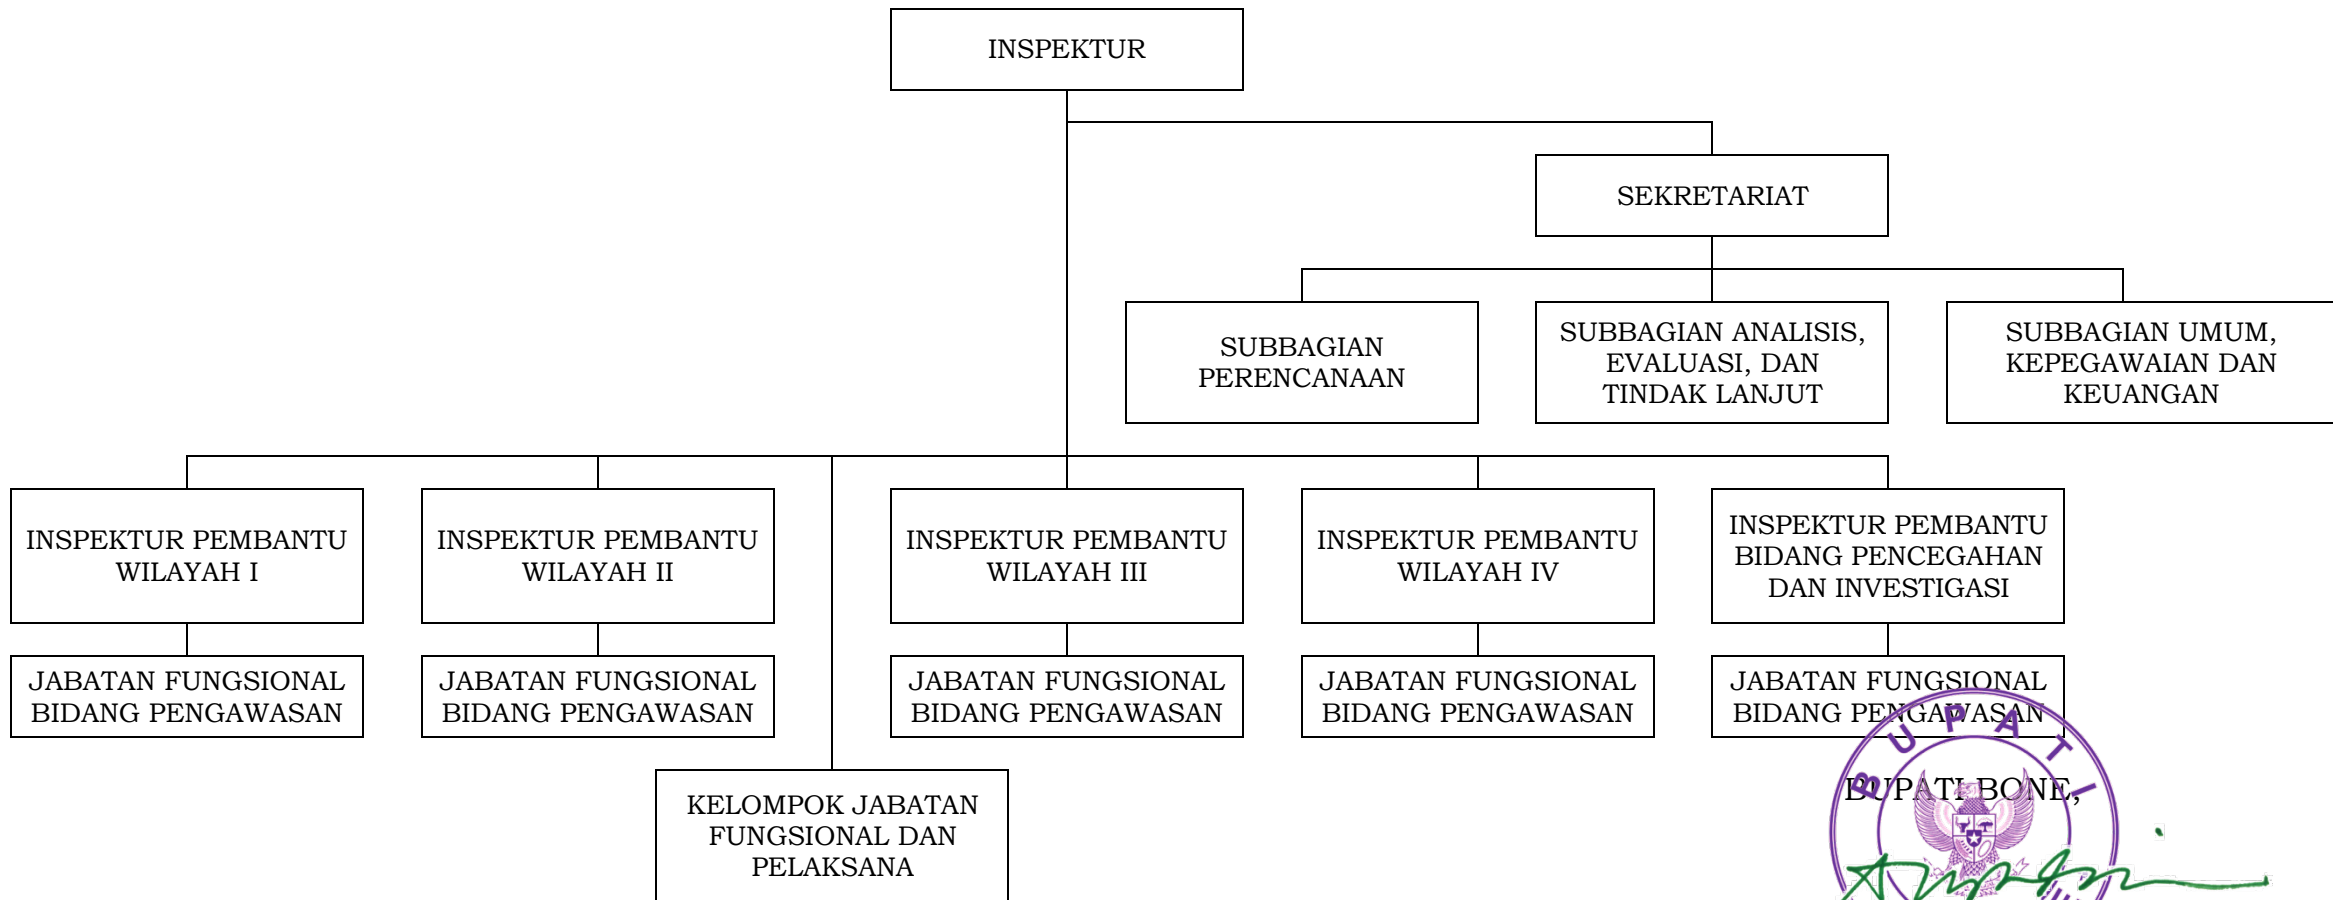 INSPEKTUR
SEKRETARIAT
SUBBAGIAN
PERENCANAAN
SUBBAGIAN ANALISIS,
EVALUASI, DAN
TINDAK LANJUT
SUBBAGIAN UMUM,
KEPEGAWAIAN DAN
KEUANGAN
INSPEKTUR PEMBANTU
WILAYAH I
INSPEKTUR PEMBANTU
WILAYAH II
INSPEKTUR PEMBANTU
WILAYAH III
INSPEKTUR PEMBANTU
WILAYAH IV
INSPEKTUR PEMBANTU
BIDANG PENCEGAHAN
DAN INVESTIGASI
JABATAN FUNGSIONAL
BIDANG PENGAWASAN
JABATAN FUNGSIONAL
BIDANG PENGAWASAN
JABATAN FUNGSIONAL
BIDANG PENGAWASAN
JABATAN FUNGSIONAL
BIDANG PENGAWASAN
JABATAN FUNGSIONAL
BIDANG PENGAWASAN
KELOMPOK JABATAN
FUNGSIONAL DAN
PELAKSANA
BUPATI BONE,
BUPATI